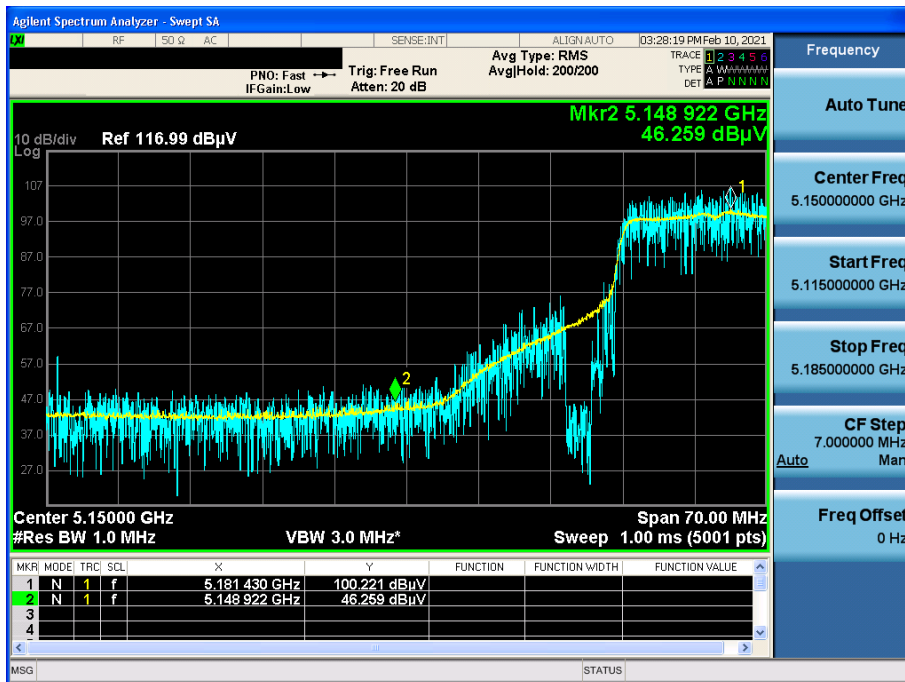 Agilent Spectrum Analyzer - Swept SA
LXI RF 50 Ω AC SENSE:INT ALIGN AUTO 03:28:19 PM Feb 10, 2021
PNO: Fast Trig: Free Run Avg Type: RMS TRACE 1 2 3 4 5 6
IFGain:Low Atten: 20 dB Avg|Hold: 200/200 TYPE A WWWWWW
DET A P N N N N
Mkr2 5.148 922 GHz
46.259 dBµV
10 dB/div Ref 116.99 dBµV
Log
107
97.0
87.0
77.0
67.0
57.0
47.0
37.0
27.0
1
2
Center 5.15000 GHz Span 70.00 MHz
#Res BW 1.0 MHz VBW 3.0 MHz* Sweep 1.00 ms (5001 pts)
MKR MODE TRC SCL X Y FUNCTION FUNCTION WIDTH FUNCTION VALUE
1 N 1 f 5.181 430 GHz 100.221 dBµV
2 N 1 f 5.148 922 GHz 46.259 dBµV
3
4
MSG STATUS
Frequency
Auto Tune
Center Freq
5.150000000 GHz
Start Freq
5.115000000 GHz
Stop Freq
5.185000000 GHz
CF Step
7.000000 MHz
Auto Man
Freq Offset
0 Hz